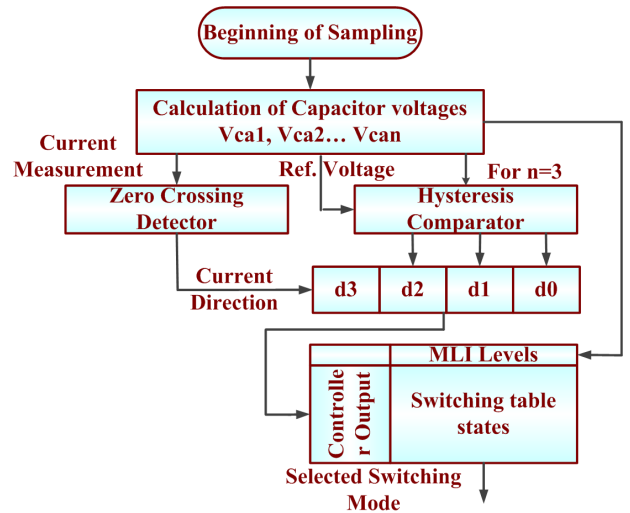 Beginning of Sampling
Calculation of Capacitor voltages
Vca1, Vca2... Vcan
Current
Measurement
Ref. Voltage
For n=3
Zero Crossing
Detector
Hysteresis
Comparator
Current
Direction
d3 d2 d1 d0
MLI Levels
Controlle
r Output
Switching table
states
Selected Switching
Mode